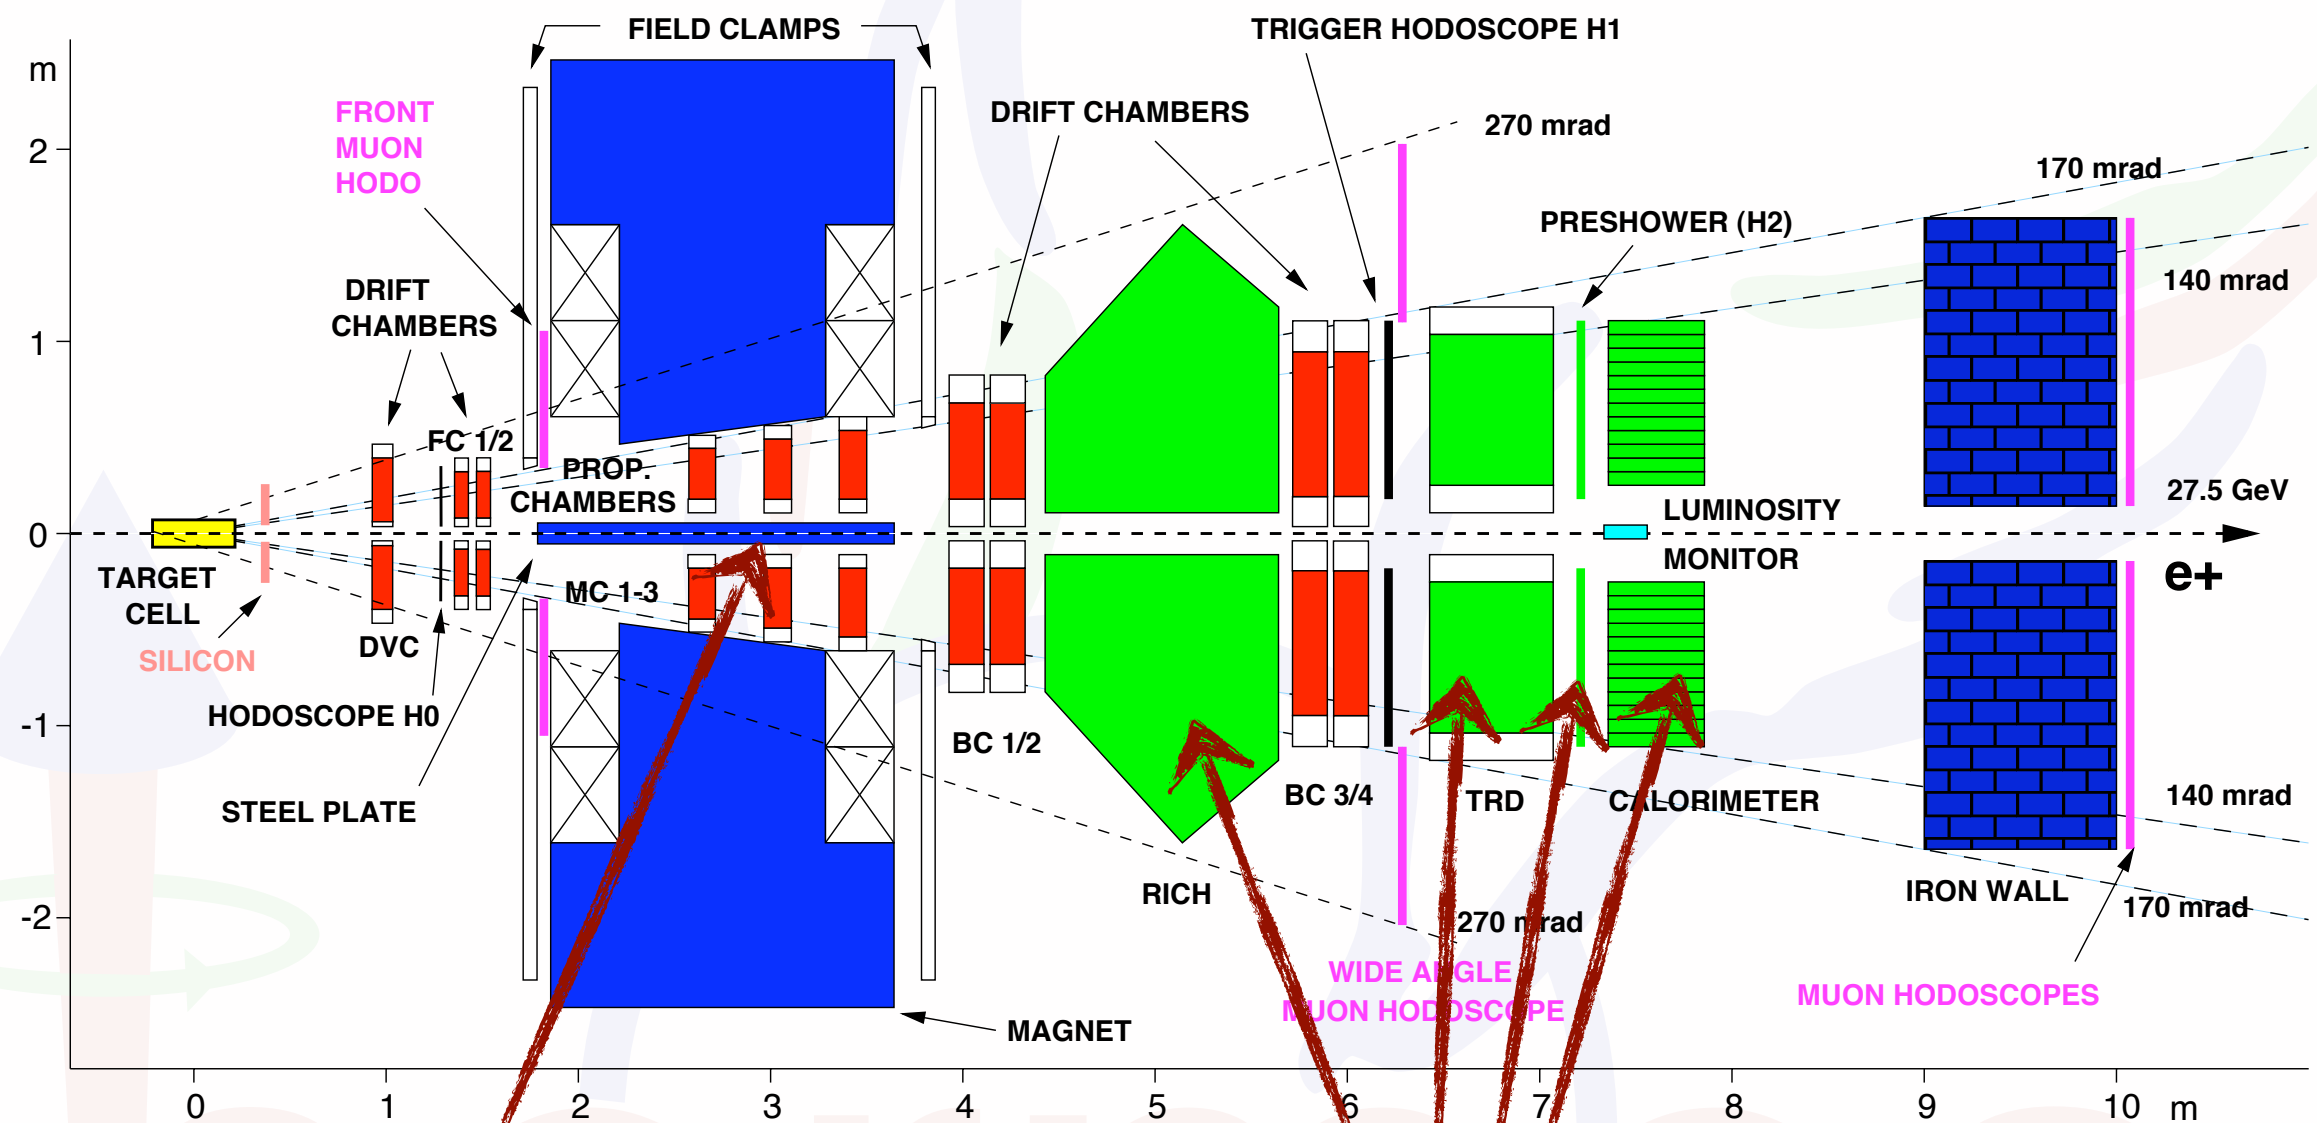 FIELD CLAMPS
TRIGGER HODOSCOPE H1
m
FRONT
MUON
HODO
DRIFT CHAMBERS
270 mrad
2
170 mrad
PRESHOWER (H2)
140 mrad
DRIFT
CHAMBERS
1
FC 1/2
PROP.
CHAMBERS
27.5 GeV
LUMINOSITY
0
MONITOR
e+
TARGET
CELL
MC 1-3
SILICON
DVC
HODOSCOPE H0
-1
BC 1/2
STEEL PLATE
BC 3/4
TRD
CALORIMETER
140 mrad
RICH
IRON WALL
170 mrad
-2
270 mrad
WIDE ANGLE
MUON HODOSCOPE
MUON HODOSCOPES
MAGNET
0 1 2 3 4 5 6 7 8 9 10 m